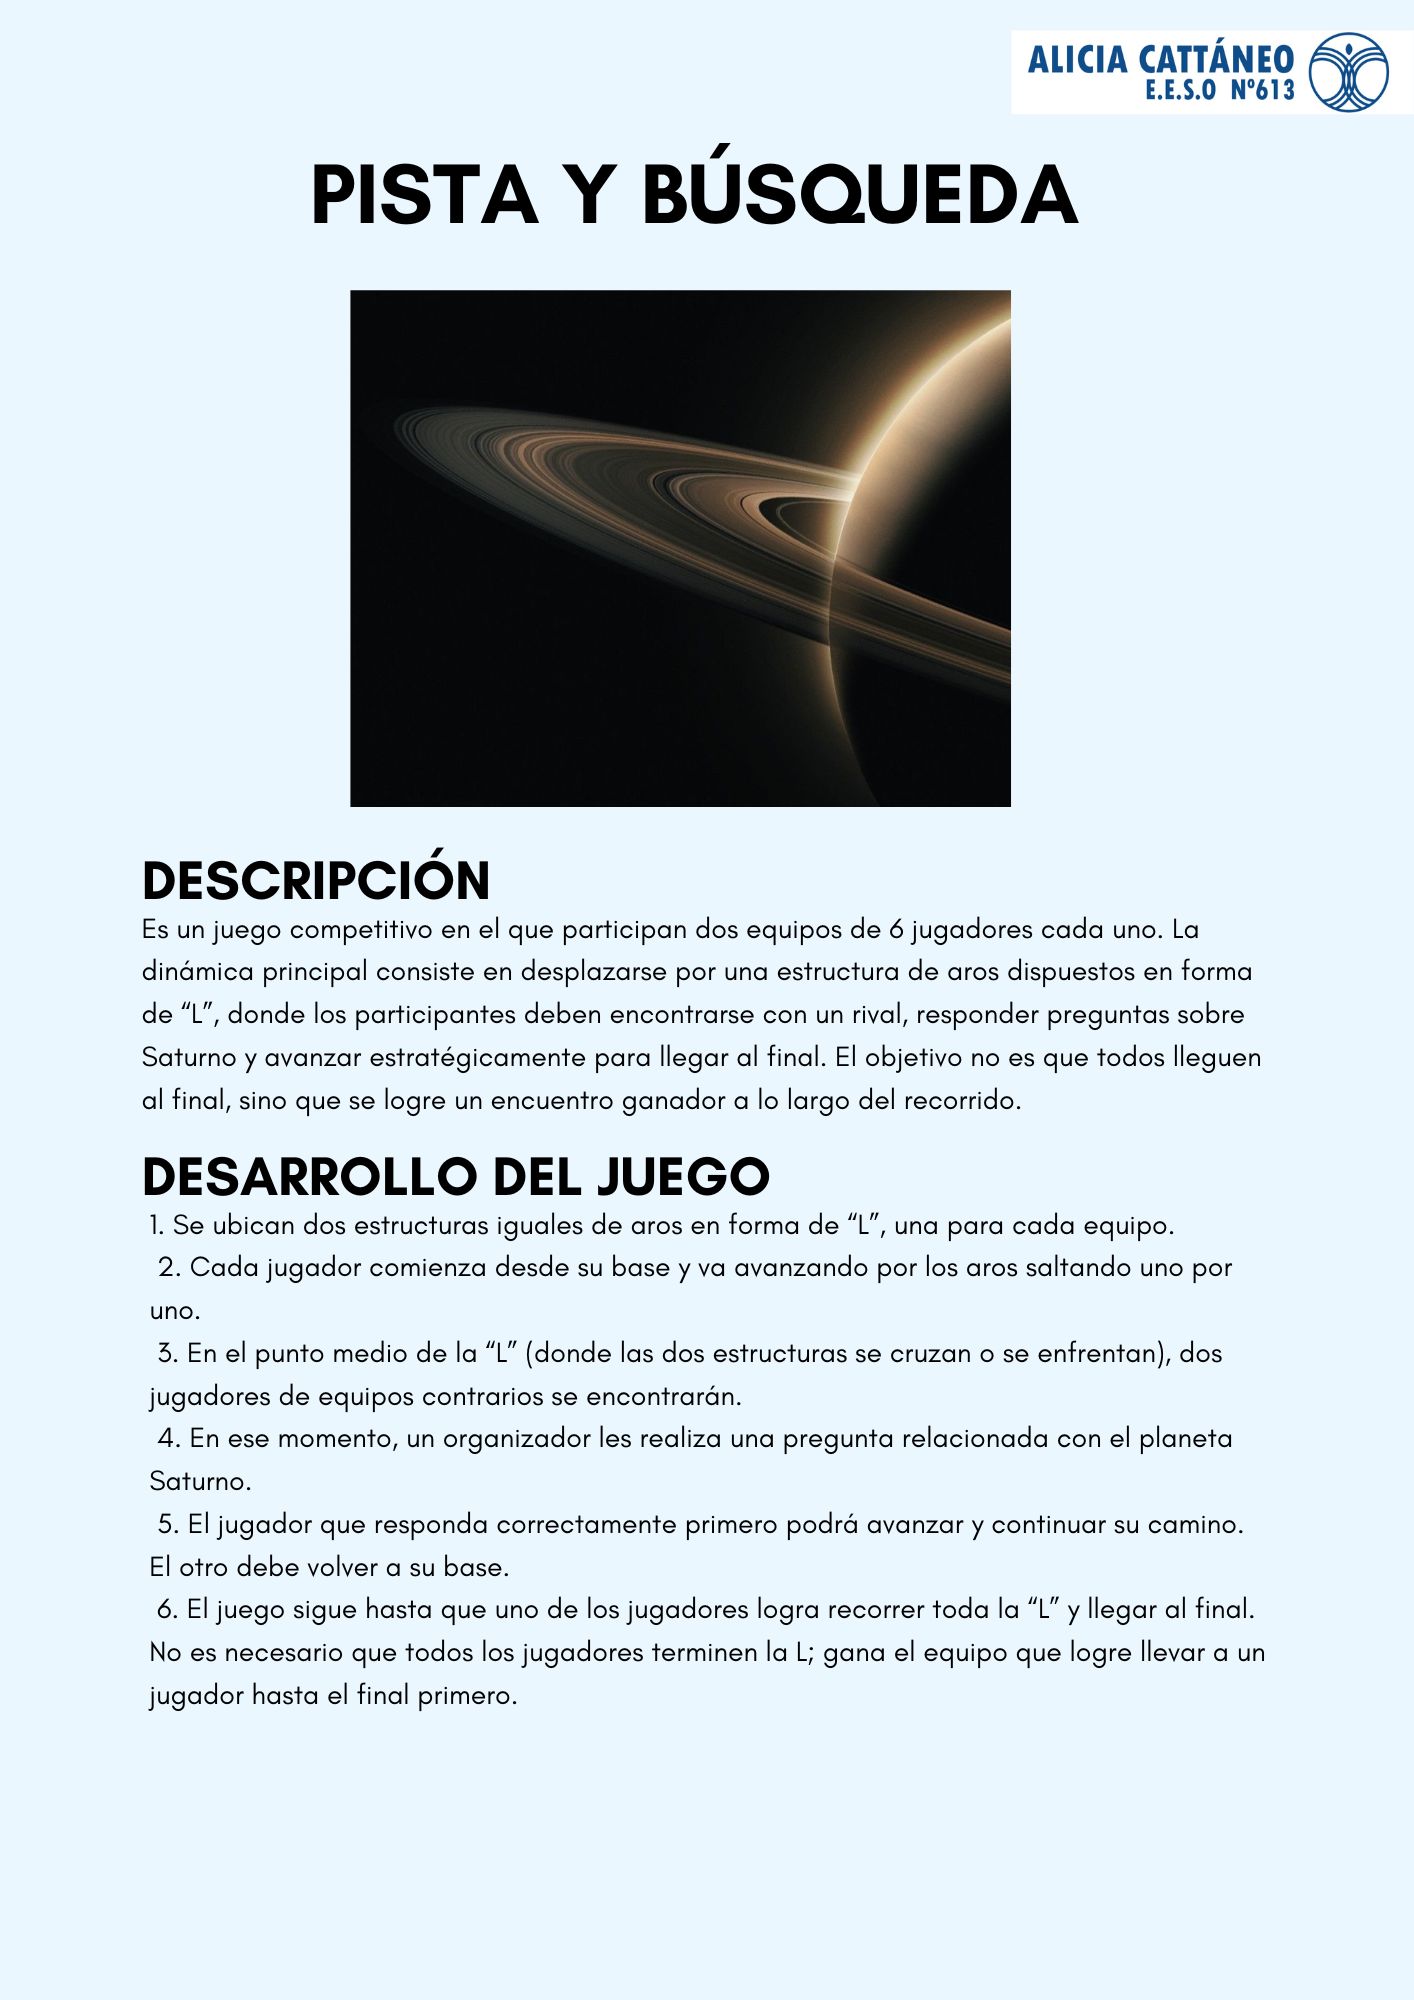 ALICIA CATTÁNEO
E.E.S.O Nº613
PISTA Y BÚSQUEDA
DESCRIPCIÓN
Es un juego competitivo en el que participan dos equipos de 6 jugadores cada uno. La
dinámica principal consiste en desplazarse por una estructura de aros dispuestos en forma
de “L”, donde los participantes deben encontrarse con un rival, responder preguntas sobre
Saturno y avanzar estratégicamente para llegar al final. El objetivo no es que todos lleguen
al final, sino que se logre un encuentro ganador a lo largo del recorrido.
DESARROLLO DEL JUEGO
1. Se ubican dos estructuras iguales de aros en forma de “L”, una para cada equipo.
2. Cada jugador comienza desde su base y va avanzando por los aros saltando uno por
uno.
3. En el punto medio de la “L” (donde las dos estructuras se cruzan o se enfrentan), dos
jugadores de equipos contrarios se encontrarán.
4. En ese momento, un organizador les realiza una pregunta relacionada con el planeta
Saturno.
5. El jugador que responda correctamente primero podrá avanzar y continuar su camino.
El otro debe volver a su base.
6. El juego sigue hasta que uno de los jugadores logra recorrer toda la “L” y llegar al final.
No es necesario que todos los jugadores terminen la L; gana el equipo que logre llevar a un
jugador hasta el final primero.